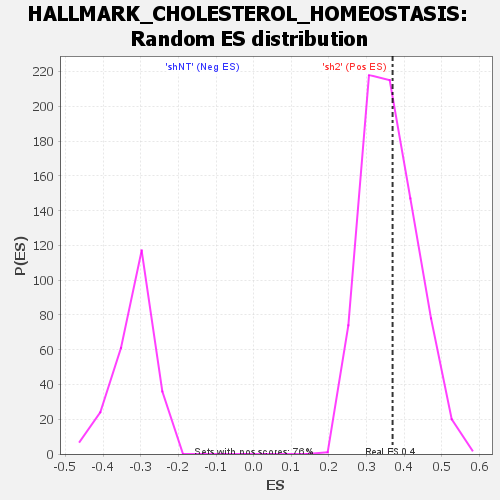 HALLMARK_CHOLESTEROL_HOMEOSTASIS:
Random ES distribution
'shNT' (Neg ES)
'sh2' (Pos ES)
220
200
180
160
140
120
100
80
60
40
20
0
P(ES)
Sets with pos scores: 76%
Real ES 0.4
-0.5 -0.4 -0.3 -0.2 -0.1 0.0 0.1 0.2 0.3 0.4 0.5 0.6
ES